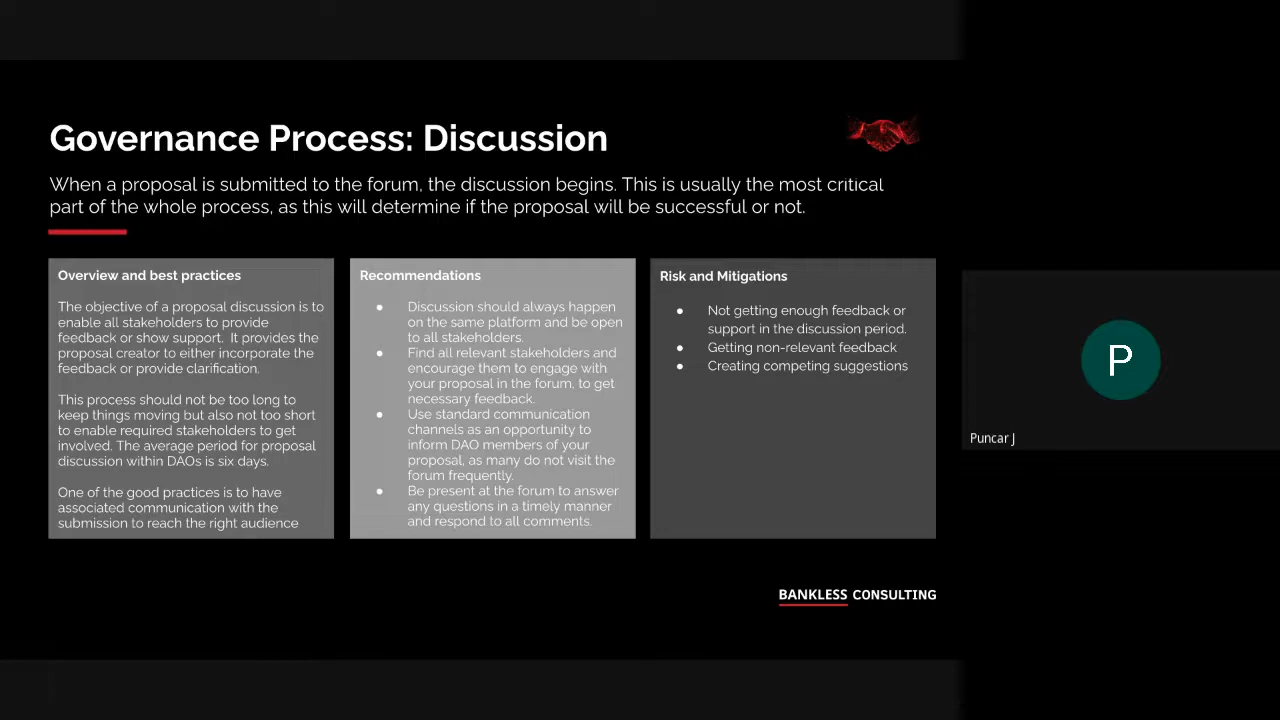 Governance Process: Discussion
When a proposal is submitted to the forum, the discussion begins. This is usually the most critical
part of the whole process, as this will determine if the proposal will be successful or not.
Overview and best practices
The objective of a proposal discussion is to
enable all stakeholders to provide
feedback or show support. It provides the
proposal creator to either incorporate the
feedback or provide clarification.
This process should not be too long to
keep things moving but also not too short
to enable required stakeholders to get
involved. The average period for proposal
discussion within DAOs is six days.
One of the good practices is to have
associated communication with the
submission to reach the right audience
Recommendations
● Discussion should always happen
on the same platform and be open
to all stakeholders.
● Find all relevant stakeholders and
encourage them to engage with
your proposal in the forum, to get
necessary feedback.
● Use standard communication
channels as an opportunity to
inform DAO members of your
proposal, as many do not visit the
forum frequently.
● Be present at the forum to answer
any questions in a timely manner
and respond to all comments.
Risk and Mitigations
● Not getting enough feedback or
support in the discussion period.
● Getting non-relevant feedback
● Creating competing suggestions
BANKLESS CONSULTING
P
Puncar J